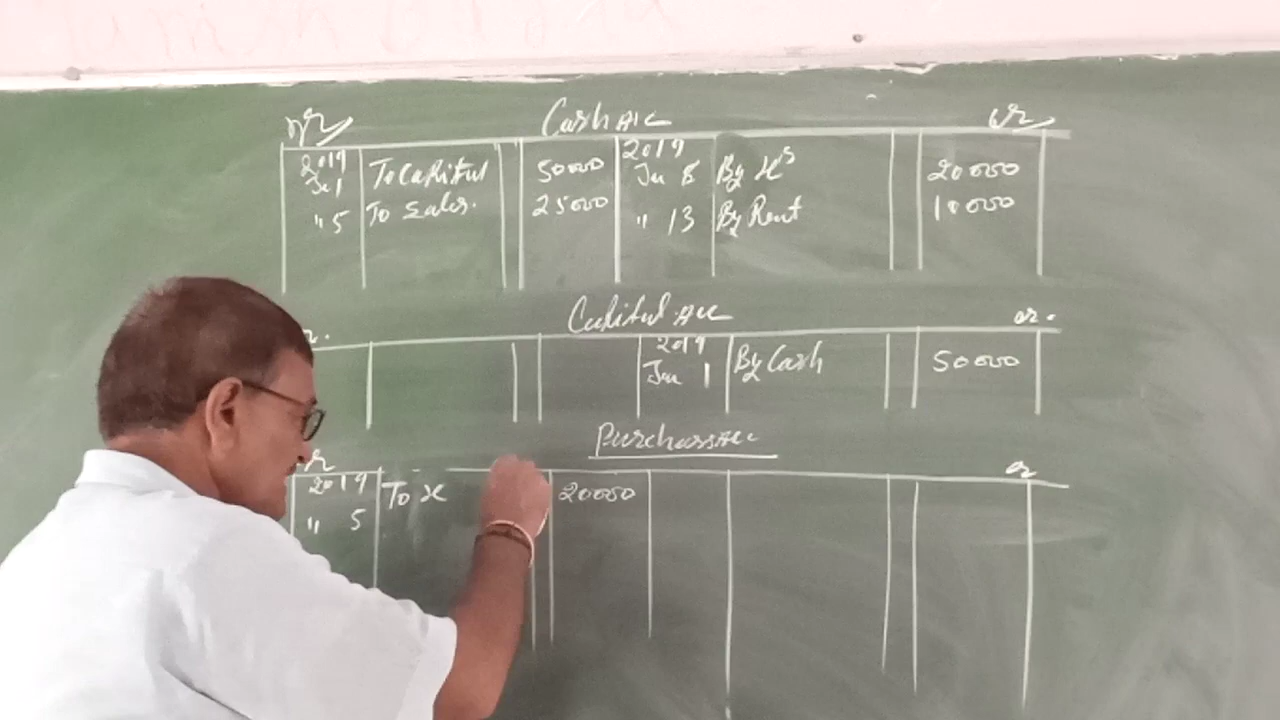 Dr Cash A/c Cr
2019 Jan 1 To Capital 50000 2019 Jan 8 By x's 20000
" 5 To Sales. 25000 " 13 By Rent 10000
Capital A/c Cr.
2019 Jan 1 By Cash 50000
Purchases A/c
Dr Cr
2019 To x 20000
" 5